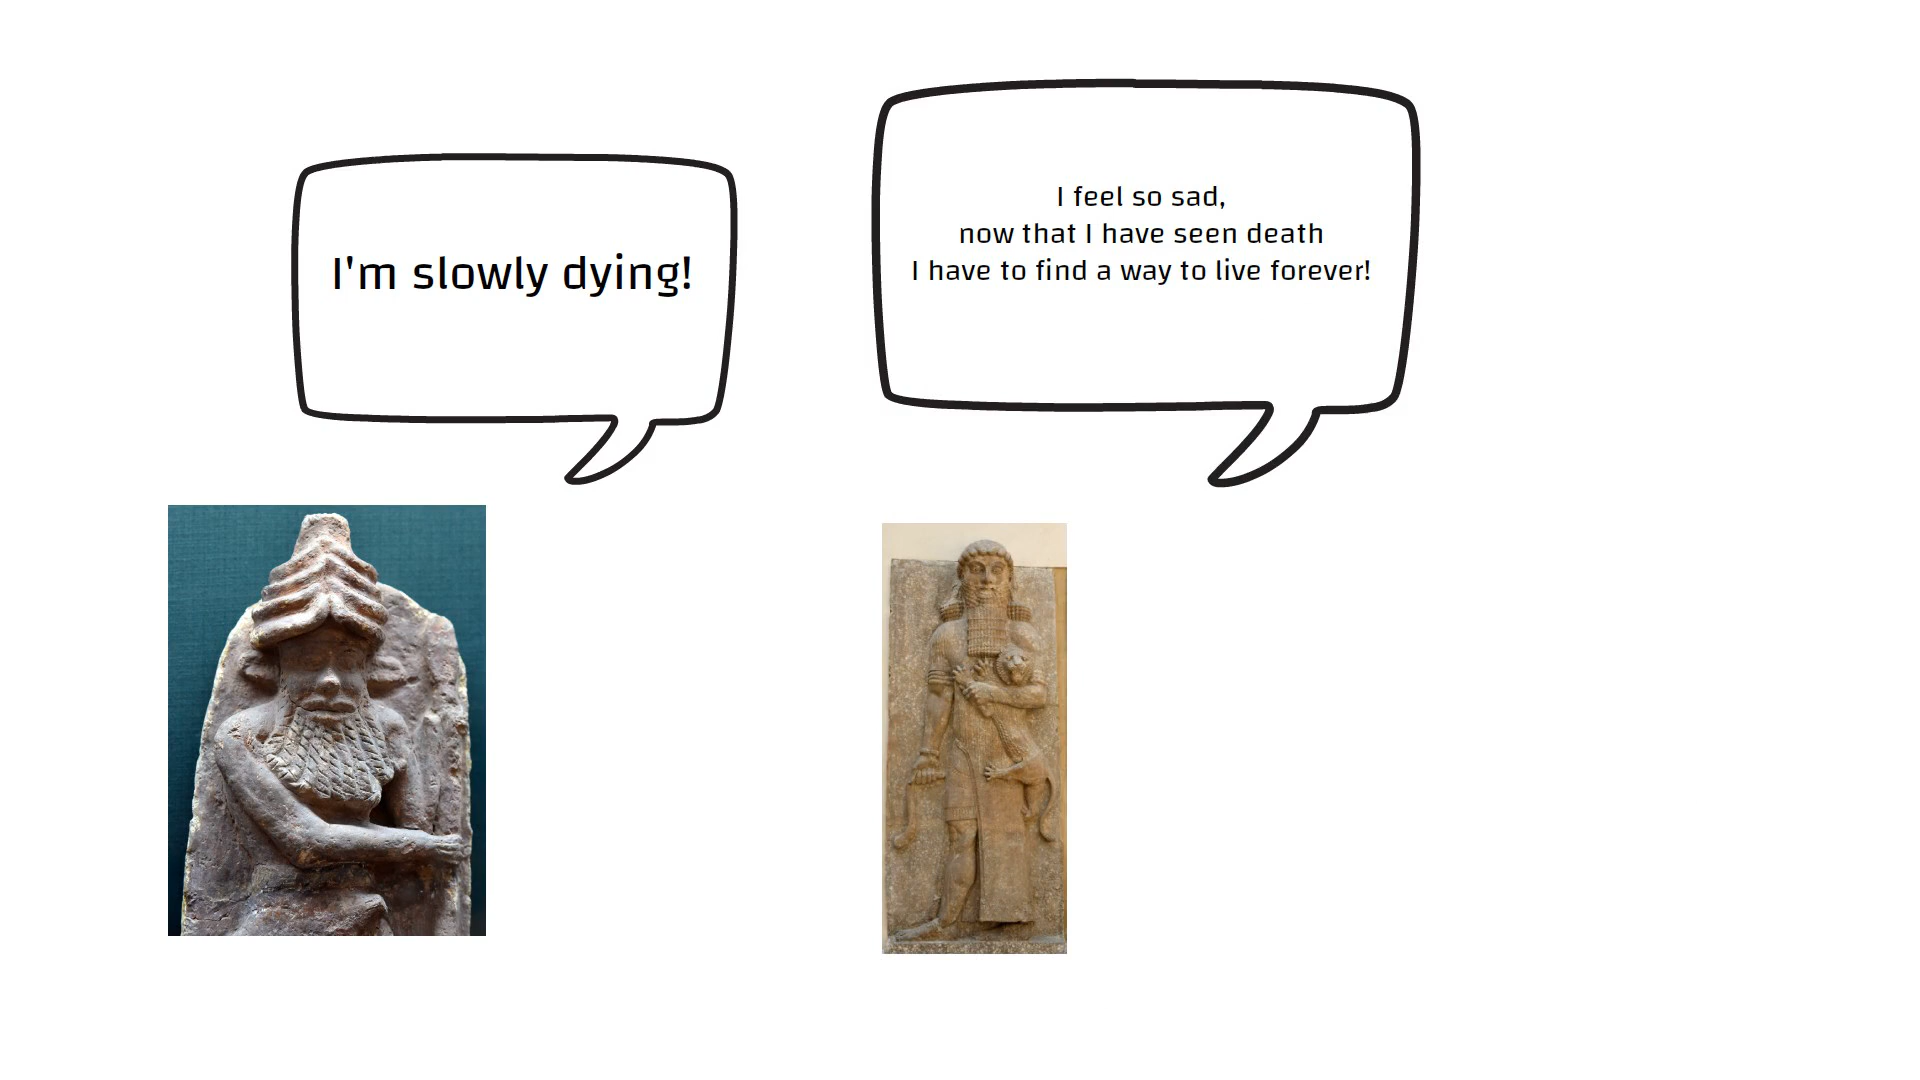 I'm slowly dying!
I feel so sad,
now that I have seen death
I have to find a way to live forever!